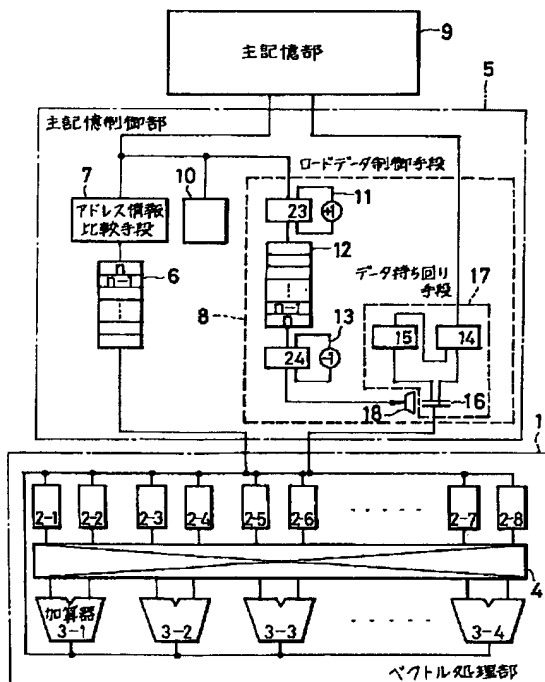 主記憶部
9
5
主記憶制御部
ロードデータ制御手段
7
10
11
アドレス情報
比較手段
23
+1
12
n
n-1
6
データ持ち回り
手段
17
8
n-1
n
13
15
14
24
-1
16
18
1
2-1
2-2
2-3
2-4
2-5
2-6
2-7
2-8
4
加算器
3-1
3-2
3-3
3-4
ベクトル処理部